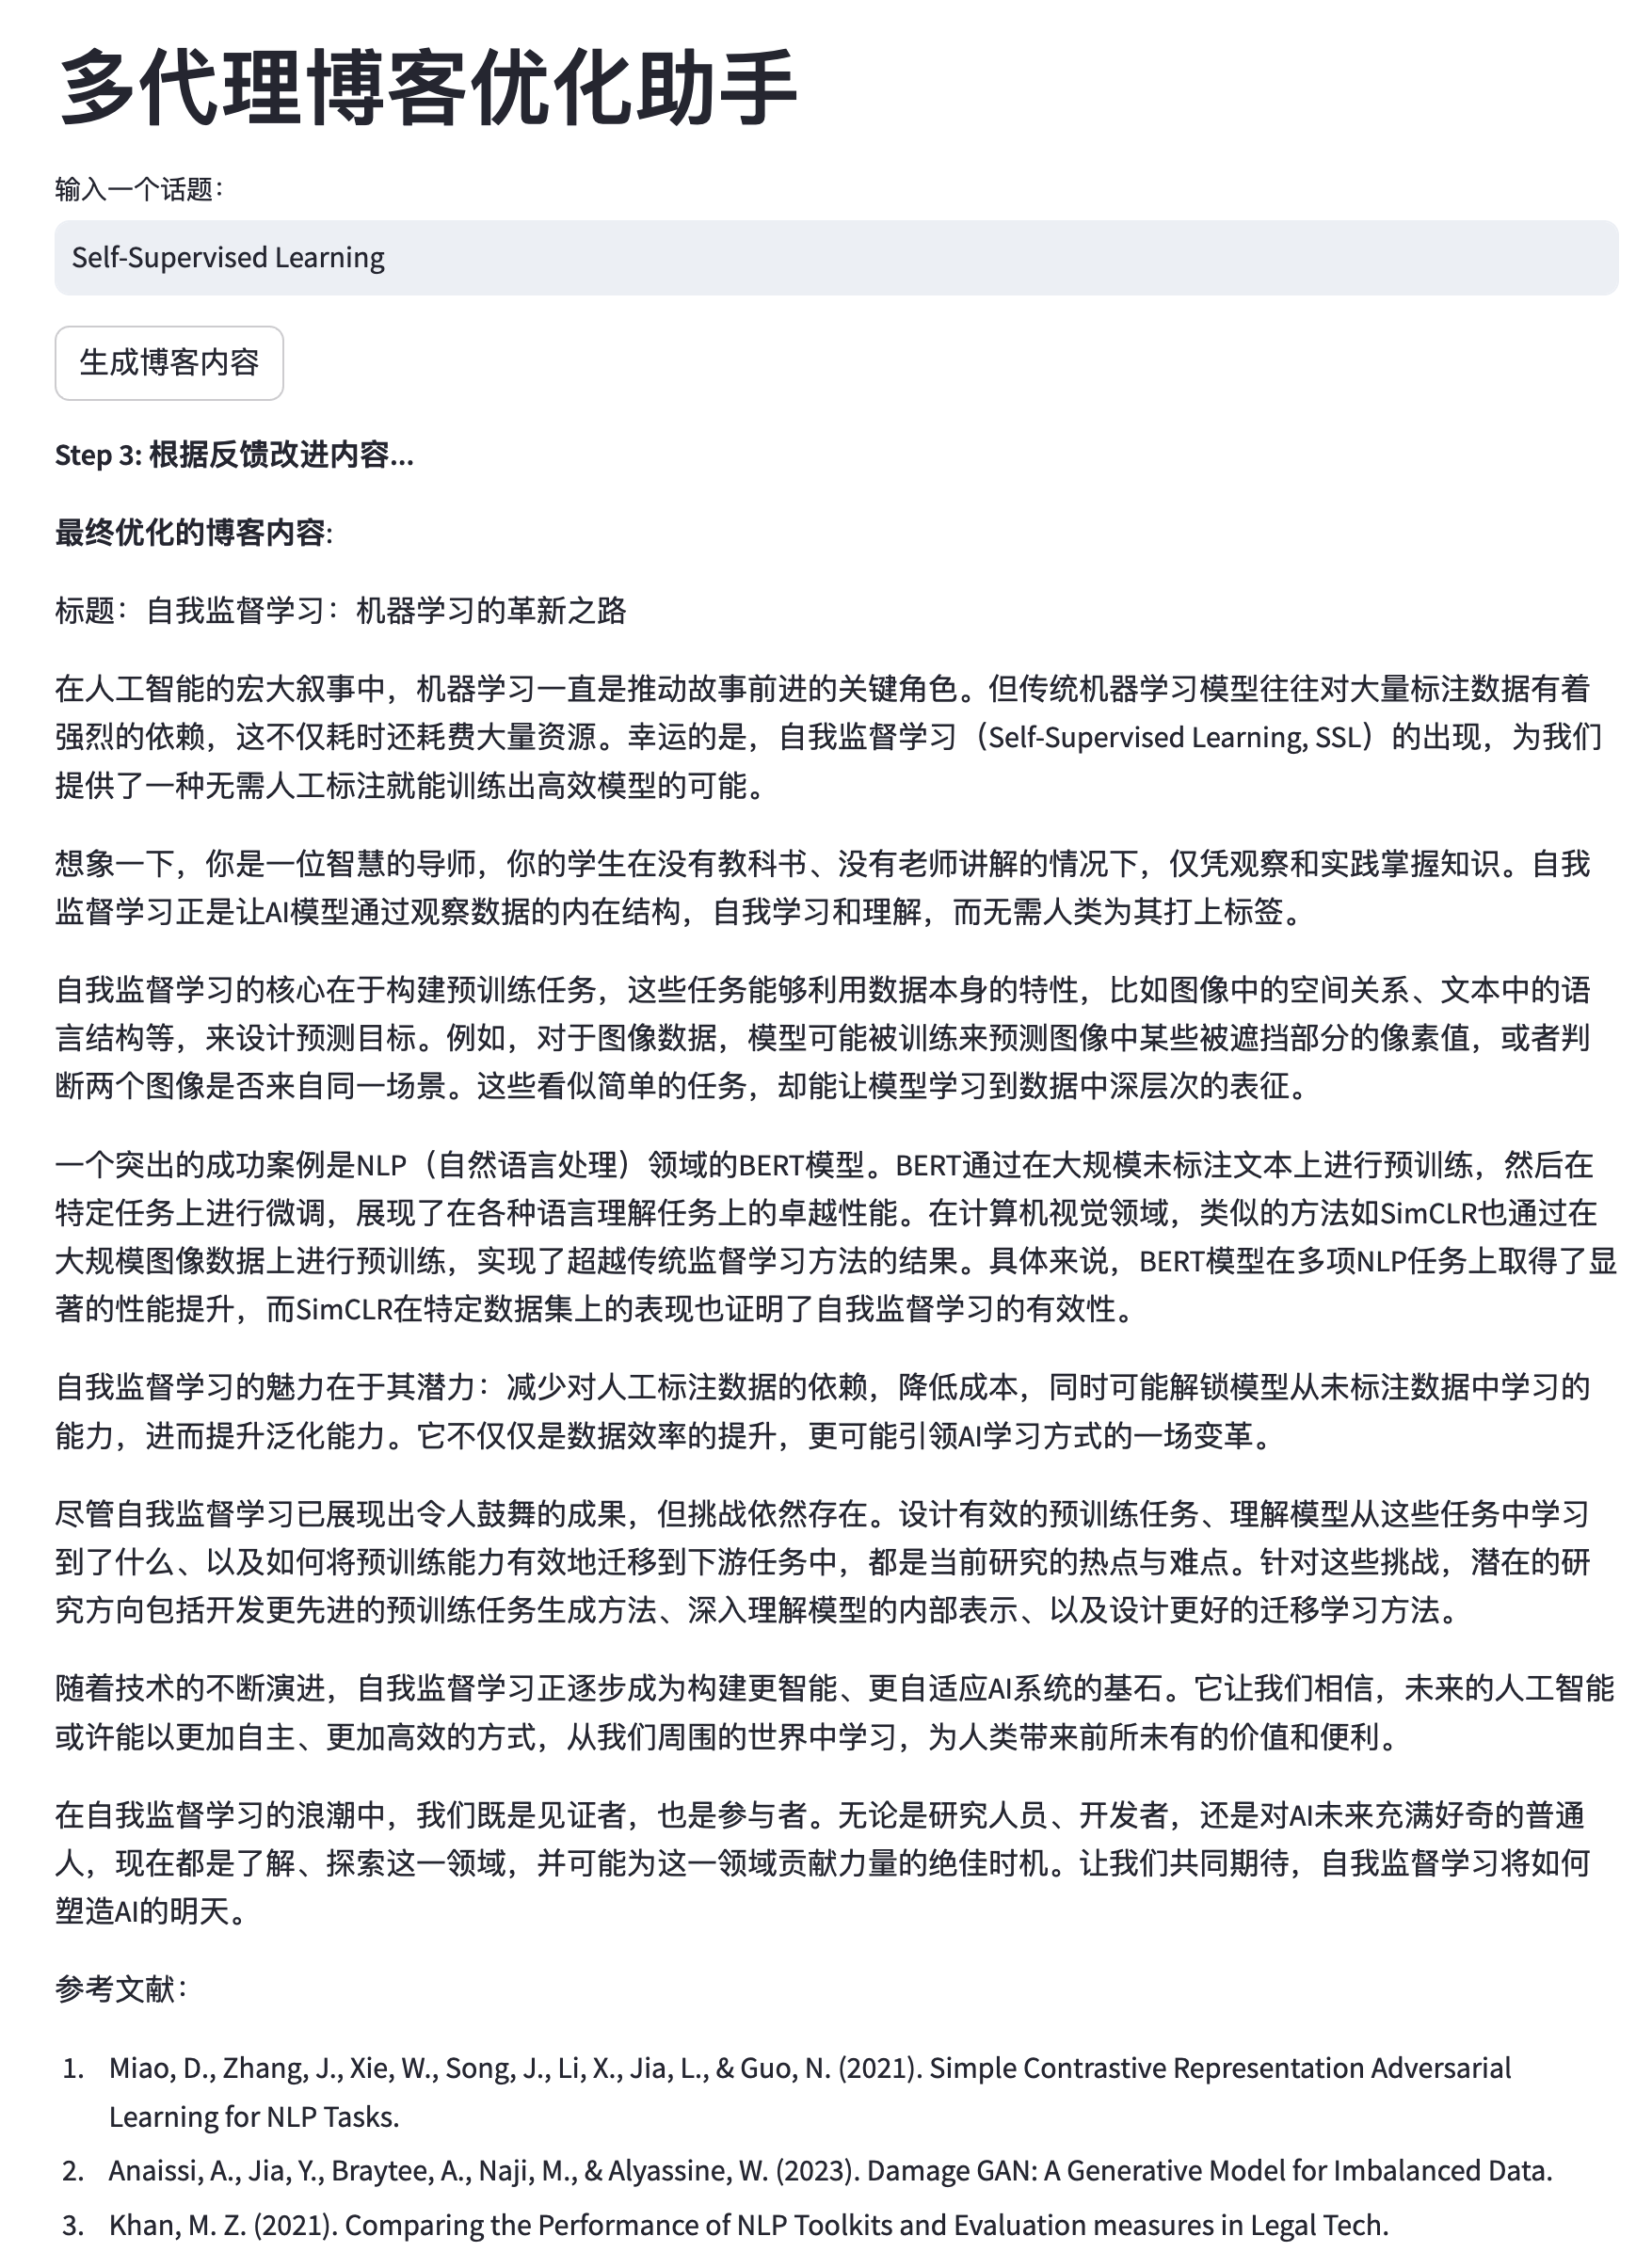 多代理博客优化助手
输入一个话题：
Self-Supervised Learning
生成博客内容
Step 3: 根据反馈改进内容...
最终优化的博客内容:
标题：自我监督学习：机器学习的革新之路
在人工智能的宏大叙事中，机器学习一直是推动故事前进的关键角色。但传统机器学习模型往往对大量标注数据有着
强烈的依赖，这不仅耗时还耗费大量资源。幸运的是，自我监督学习（Self-Supervised Learning, SSL）的出现，为我们
提供了一种无需人工标注就能训练出高效模型的可能。
想象一下，你是一位智慧的导师，你的学生在没有教科书、没有老师讲解的情况下，仅凭观察和实践掌握知识。自我
监督学习正是让AI模型通过观察数据的内在结构，自我学习和理解，而无需人类为其打上标签。
自我监督学习的核心在于构建预训练任务，这些任务能够利用数据本身的特性，比如图像中的空间关系、文本中的语
言结构等，来设计预测目标。例如，对于图像数据，模型可能被训练来预测图像中某些被遮挡部分的像素值，或者判
断两个图像是否来自同一场景。这些看似简单的任务，却能让模型学习到数据中深层次的表征。
一个突出的成功案例是NLP（自然语言处理）领域的BERT模型。BERT通过在大规模未标注文本上进行预训练，然后在
特定任务上进行微调，展现了在各种语言理解任务上的卓越性能。在计算机视觉领域，类似的方法如SimCLR也通过在
大规模图像数据上进行预训练，实现了超越传统监督学习方法的结果。具体来说，BERT模型在多项NLP任务上取得了显
著的性能提升，而SimCLR在特定数据集上的表现也证明了自我监督学习的有效性。
自我监督学习的魅力在于其潜力：减少对人工标注数据的依赖，降低成本，同时可能解锁模型从未标注数据中学习的
能力，进而提升泛化能力。它不仅仅是数据效率的提升，更可能引领AI学习方式的一场变革。
尽管自我监督学习已展现出令人鼓舞的成果，但挑战依然存在。设计有效的预训练任务、理解模型从这些任务中学习
到了什么、以及如何将预训练能力有效地迁移到下游任务中，都是当前研究的热点与难点。针对这些挑战，潜在的研
究方向包括开发更先进的预训练任务生成方法、深入理解模型的内部表示、以及设计更好的迁移学习方法。
随着技术的不断演进，自我监督学习正逐步成为构建更智能、更自适应AI系统的基石。它让我们相信，未来的人工智能
或许能以更加自主、更加高效的方式，从我们周围的世界中学习，为人类带来前所未有的价值和便利。
在自我监督学习的浪潮中，我们既是见证者，也是参与者。无论是研究人员、开发者，还是对AI未来充满好奇的普通
人，现在都是了解、探索这一领域，并可能为这一领域贡献力量的绝佳时机。让我们共同期待，自我监督学习将如何
塑造AI的明天。
参考文献：
1. Miao, D., Zhang, J., Xie, W., Song, J., Li, X., Jia, L., & Guo, N. (2021). Simple Contrastive Representation Adversarial
Learning for NLP Tasks.
2. Anaissi, A., Jia, Y., Braytee, A., Naji, M., & Alyassine, W. (2023). Damage GAN: A Generative Model for Imbalanced Data.
3. Khan, M. Z. (2021). Comparing the Performance of NLP Toolkits and Evaluation measures in Legal Tech.